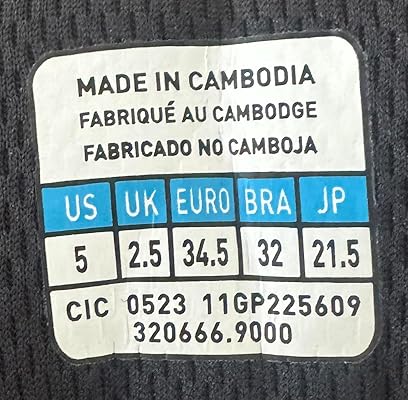 MADE IN CAMBODIA
FABRIQUÉ AU CAMBODGE
FABRICADO NO CAMBOJA
US UK EURO BRA JP
5 2.5 34.5 32 21.5
CIC 0523 11GP225609
320666.9000